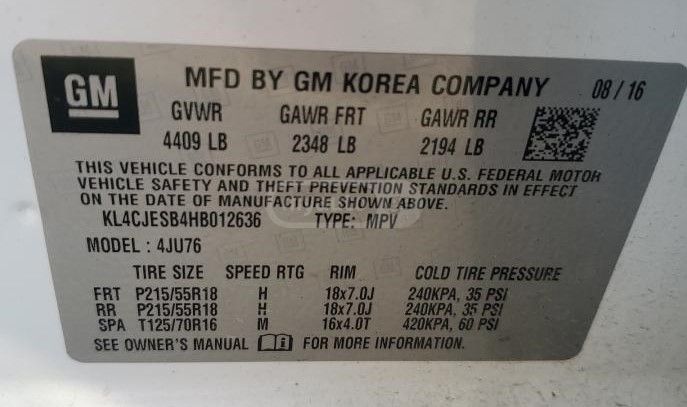 GM MFD BY GM KOREA COMPANY 08 / 16
GVWR GAWR FRT GAWR RR
4409 LB 2348 LB 2194 LB
THIS VEHICLE CONFORMS TO ALL APPLICABLE U.S. FEDERAL MOTOR
VEHICLE SAFETY AND THEFT PREVENTION STANDARDS IN EFFECT
ON THE DATE OF MANUFACTURE SHOWN ABOVE.
KL4CJESB4HB012636 TYPE: MPV
MODEL : 4JU76
TIRE SIZE SPEED RTG RIM COLD TIRE PRESSURE
FRT P215/55R18 H 18x7.0J 240KPA, 35 PSI
RR P215/55R18 H 18x7.0J 240KPA, 35 PSI
SPA T125/70R16 M 16x4.0T 420KPA, 60 PSI
SEE OWNER'S MANUAL FOR MORE INFORMATION.